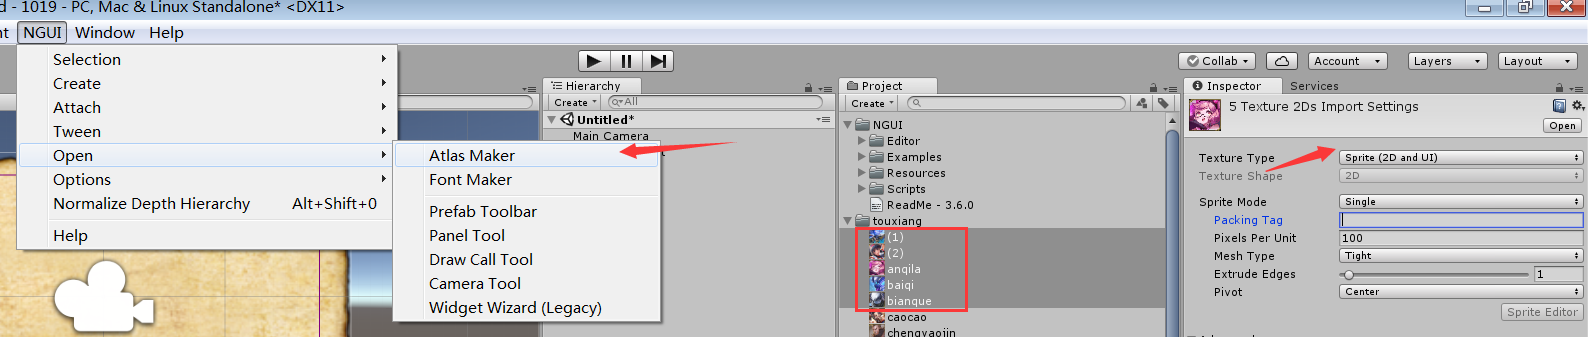 d - 1019 - PC, Mac & Linux Standalone* <DX11>
nt NGUI Window Help
Selection
Create
Attach
Tween
Open
Options
Normalize Depth Hierarchy Alt+Shift+0
Help
Atlas Maker
Font Maker
Prefab Toolbar
Panel Tool
Draw Call Tool
Camera Tool
Widget Wizard (Legacy)
Collab Account Layers Layout
Hierarchy
Create All
Untitled*
Main Camera
Project
Create
NGUI
Editor
Examples
Resources
Scripts
ReadMe - 3.6.0
touxiang
(1)
(2)
anqila
baiqi
bianque
caocao
chengyaojin
Inspector Services
5 Texture 2Ds Import Settings
Open
Texture Type Sprite (2D and UI)
Texture Shape 2D
Sprite Mode Single
Packing Tag
Pixels Per Unit 100
Mesh Type Tight
Extrude Edges 1
Pivot Center
Sprite Editor